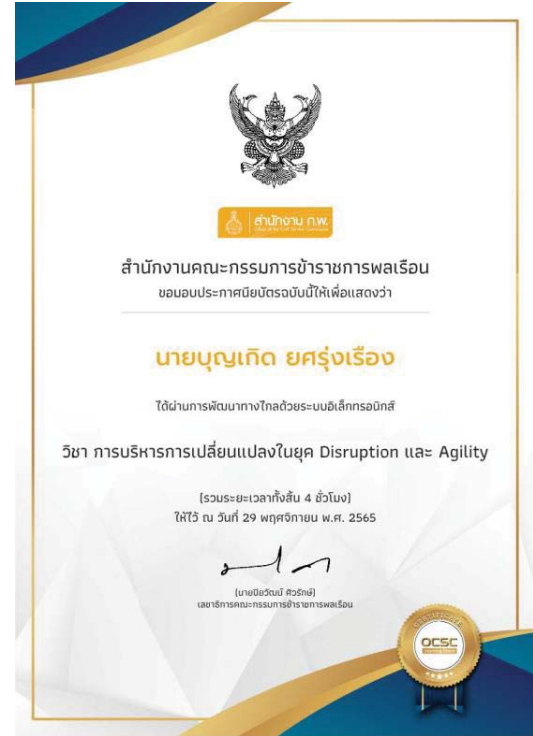 สำนักงาน ก.พ.
สำนักงานคณะกรรมการข้าราชการพลเรือน
ขอมอบประกาศนียบัตรฉบับนี้ให้เพื่อแสดงว่า
นายบุญเกิด ยศรุ่งเรือง
ได้ผ่านการพัฒนาทางไกลด้วยระบบอิเล็กทรอนิกส์
วิชา การบริหารการเปลี่ยนแปลงในยุค Disruption และ Agility
(รวมระยะเวลาทั้งสิ้น 4 ชั่วโมง)
ให้ไว้ ณ วันที่ 29 พฤศจิกายน พ.ศ. 2565
(นายปิยวัฒน์ ศิวรักษ์)
เลขาธิการคณะกรรมการข้าราชการพลเรือน
OCSC